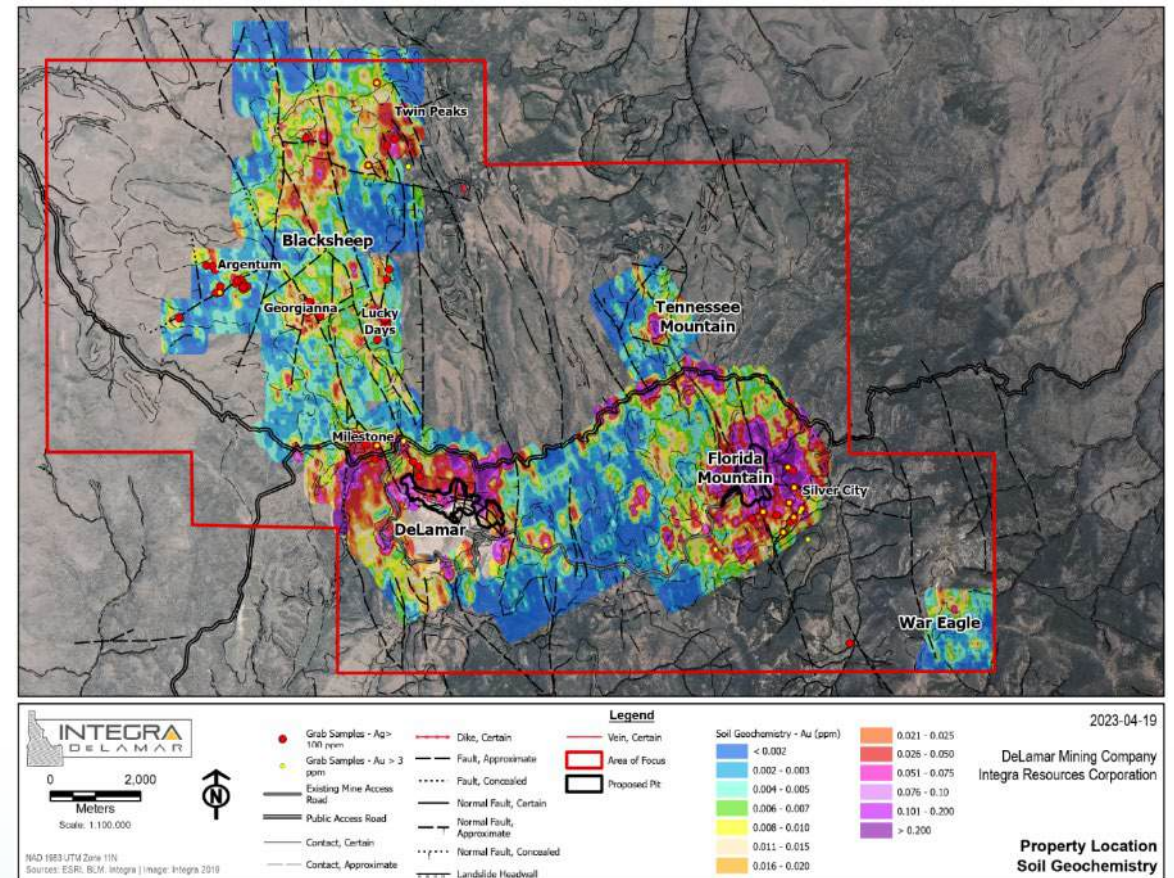 Twin Peaks
Blacksheep
Argentum
Georgianna
Lucky
Days
Tennessee
Mountain
Milestone
Florida
Mountain
Silver City
DeLamar
War Eagle
INTEGRA
DELAMAR
0 2,000
Meters
Scale: 1:100,000
N
NAD 1983 UTM Zone 11N
Sources: ESRI, BLM, Integra | Image: Integra 2019
Legend
Grab Samples - Ag>
100 ppm
Grab Samples - Au > 3
ppm
Existing Mine Access
Road
Public Access Road
Contact, Certain
Contact, Approximate
Dike, Certain
Fault, Approximate
Fault, Concealed
Normal Fault, Certain
Normal Fault,
Approximate
Normal Fault, Concealed
Landslide Headwall
Vein, Certain
Area of Focus
Proposed Pit
Soil Geochemistry - Au (ppm)
< 0.002
0.002 - 0.003
0.004 - 0.005
0.006 - 0.007
0.008 - 0.010
0.011 - 0.015
0.016 - 0.020
0.021 - 0.025
0.026 - 0.050
0.051 - 0.075
0.076 - 0.10
0.101 - 0.200
> 0.200
2023-04-19
DeLamar Mining Company
Integra Resources Corporation
Property Location
Soil Geochemistry